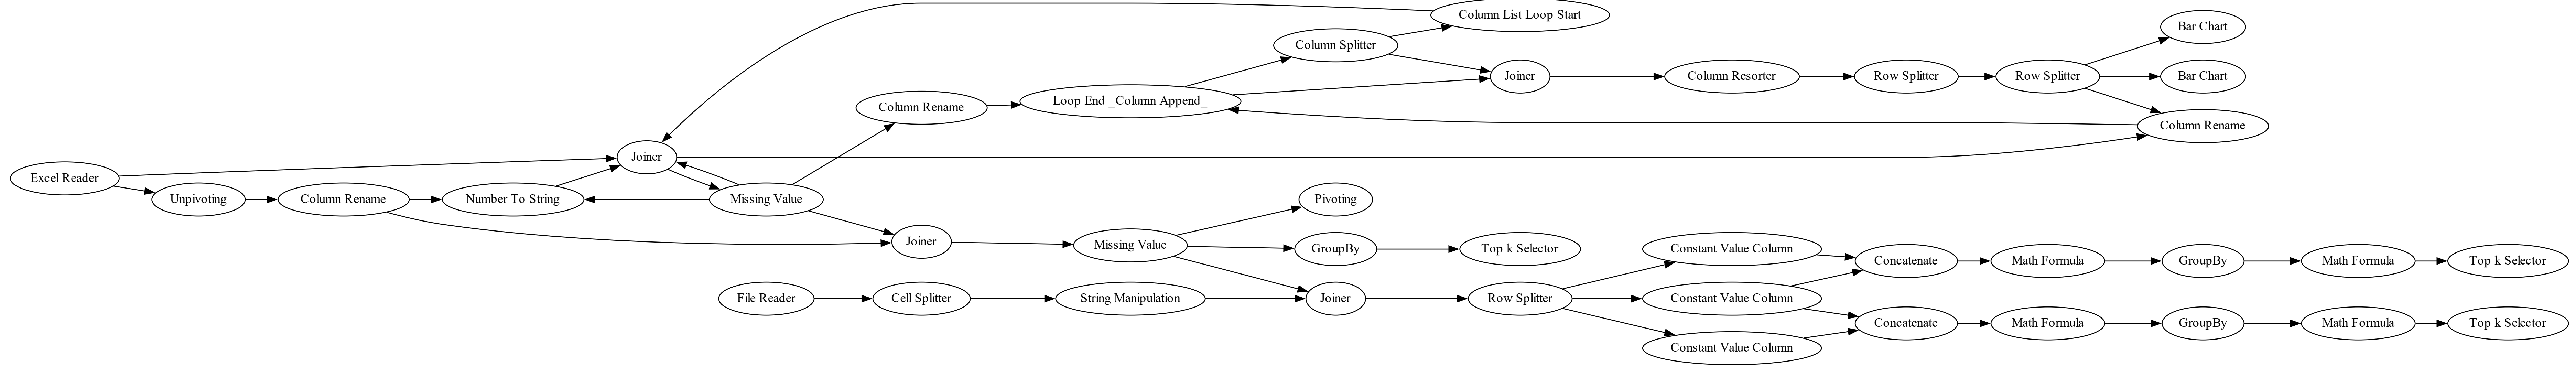 Column List Loop Start
Bar Chart
Column Splitter
Joiner
Column Resorter
Row Splitter
Row Splitter
Bar Chart
Column Rename
Loop End _Column Append_
Column Rename
Joiner
Excel Reader
Unpivoting
Column Rename
Number To String
Missing Value
Pivoting
Joiner
Missing Value
GroupBy
Top k Selector
Constant Value Column
Concatenate
Math Formula
GroupBy
Math Formula
Top k Selector
File Reader
Cell Splitter
String Manipulation
Joiner
Row Splitter
Constant Value Column
Concatenate
Math Formula
GroupBy
Math Formula
Top k Selector
Constant Value Column